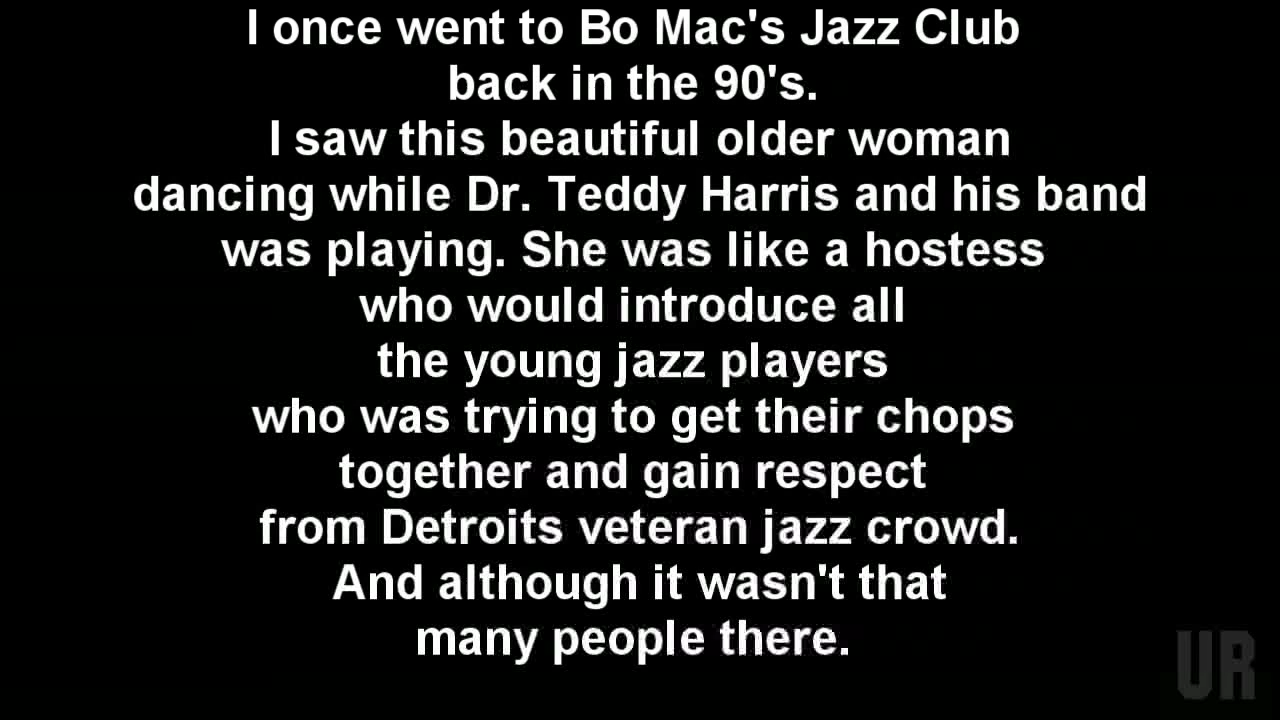 I once went to Bo Mac's Jazz Club
back in the 90's.
I saw this beautiful older woman
dancing while Dr. Teddy Harris and his band
was playing. She was like a hostess
who would introduce all
the young jazz players
who was trying to get their chops
together and gain respect
from Detroits veteran jazz crowd.
And although it wasn't that
many people there.
UR